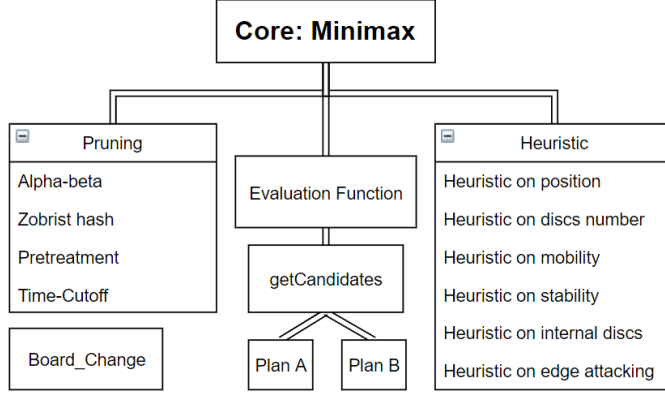 Core: Minimax
Pruning
Alpha-beta
Zobrist hash
Pretreatment
Time-Cutoff
Board_Change
Evaluation Function
getCandidates
Plan A
Plan B
Heuristic
Heuristic on position
Heuristic on discs number
Heuristic on mobility
Heuristic on stability
Heuristic on internal discs
Heuristic on edge attacking